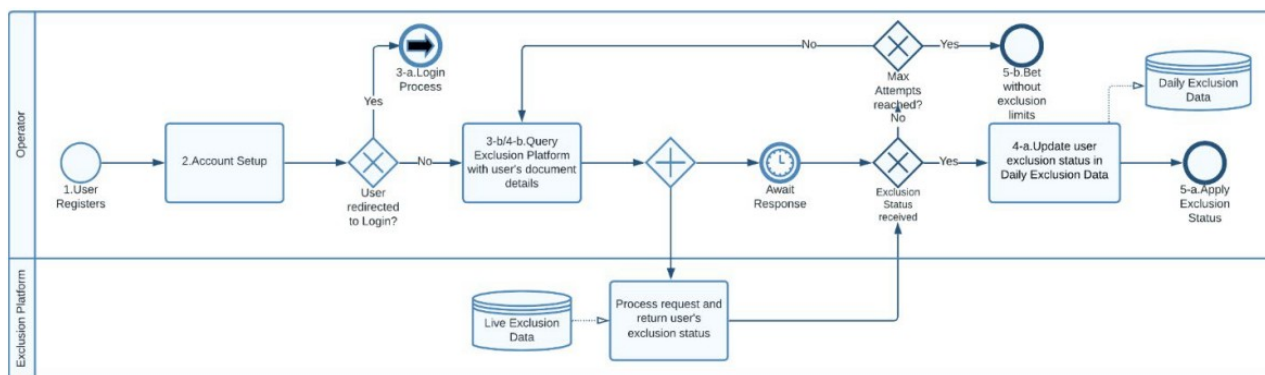 Operator
1.User
Registers
2.Account Setup
Yes
3-a.Login
Process
User
redirected
to Login?
No
3-b/4-b.Query
Exclusion Platform
with user's document
details
Await
Response
No
Max
Attempts
reached?
Yes
5-b.Bet
without
exclusion
limits
No
Exclusion
Status
received
Yes
4-a.Update user
exclusion status in
Daily Exclusion Data
Daily Exclusion
Data
5-a.Apply
Exclusion
Status
Exclusion Platform
Live Exclusion
Data
Process request and
return user's
exclusion status